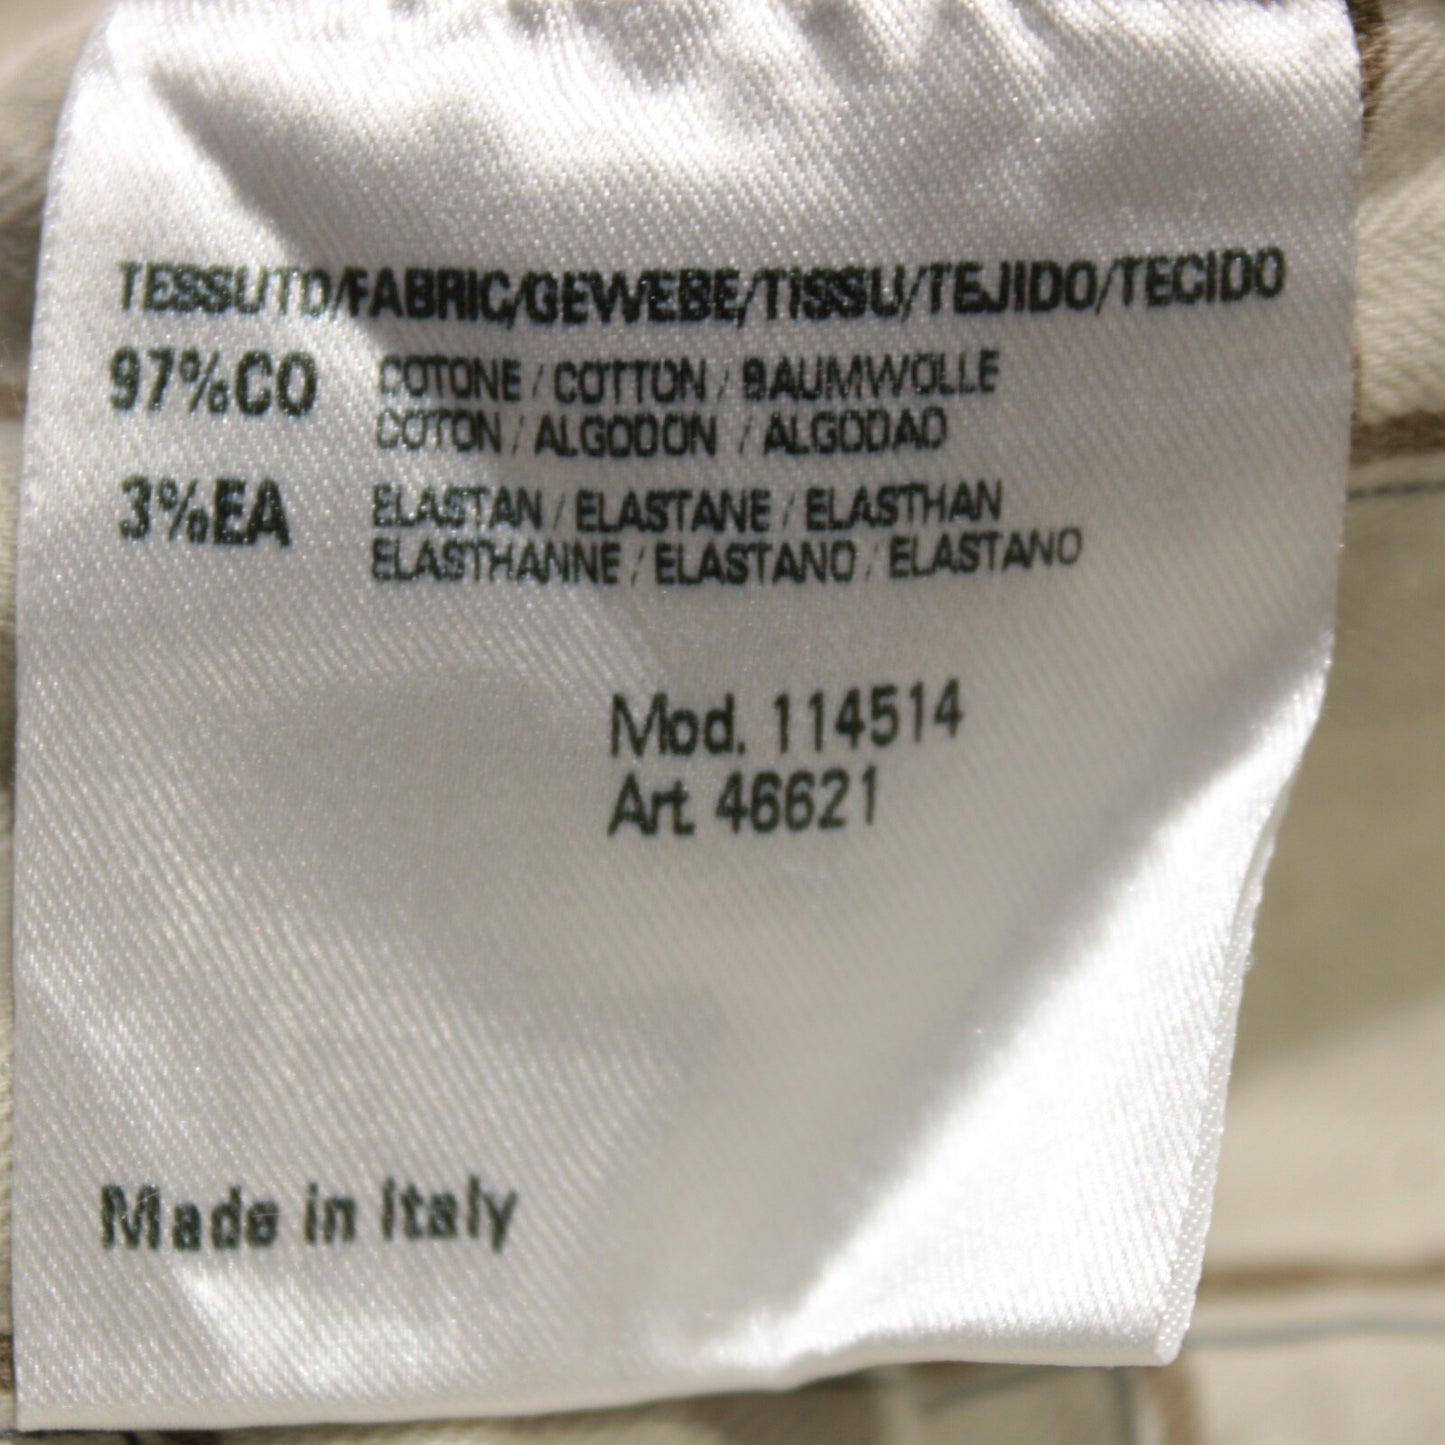 TESSUTO/FABRIC/GEWEBE/TISSU/TEJIDO/TECIDO
97%CO COTONE / COTTON / BAUMWOLLE
COTON / ALGODON / ALGODAO
3%EA ELASTAN / ELASTANE / ELASTHAN
ELASTHANNE / ELASTANO / ELASTANO
Mod. 114514
Art. 46621
Made in Italy